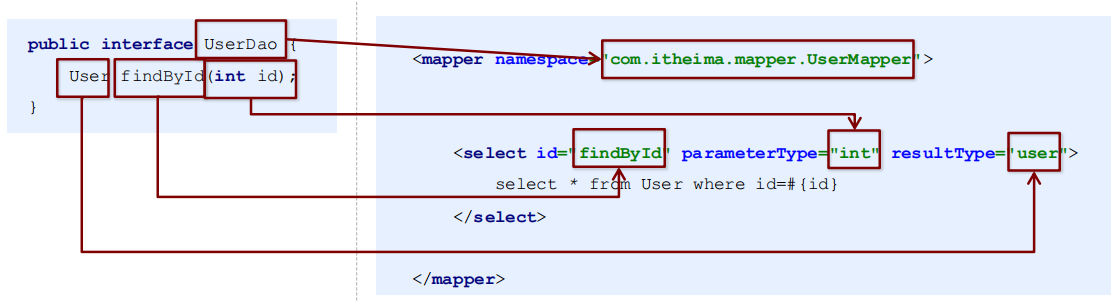 public interface UserDao {
User findById(int id);
}
<mapper namespace="com.itheima.mapper.UserMapper">
<select id="findById" parameterType="int" resultType="user">
select * from User where id=#{id}
</select>
</mapper>